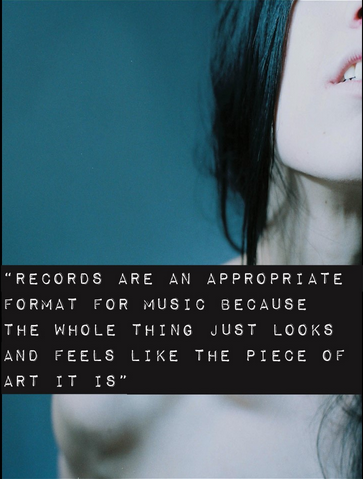 "RECORDS ARE AN APPROPRIATE
FORMAT FOR MUSIC BECAUSE
THE WHOLE THING JUST LOOKS
AND FEELS LIKE THE PIECE OF
ART IT IS"